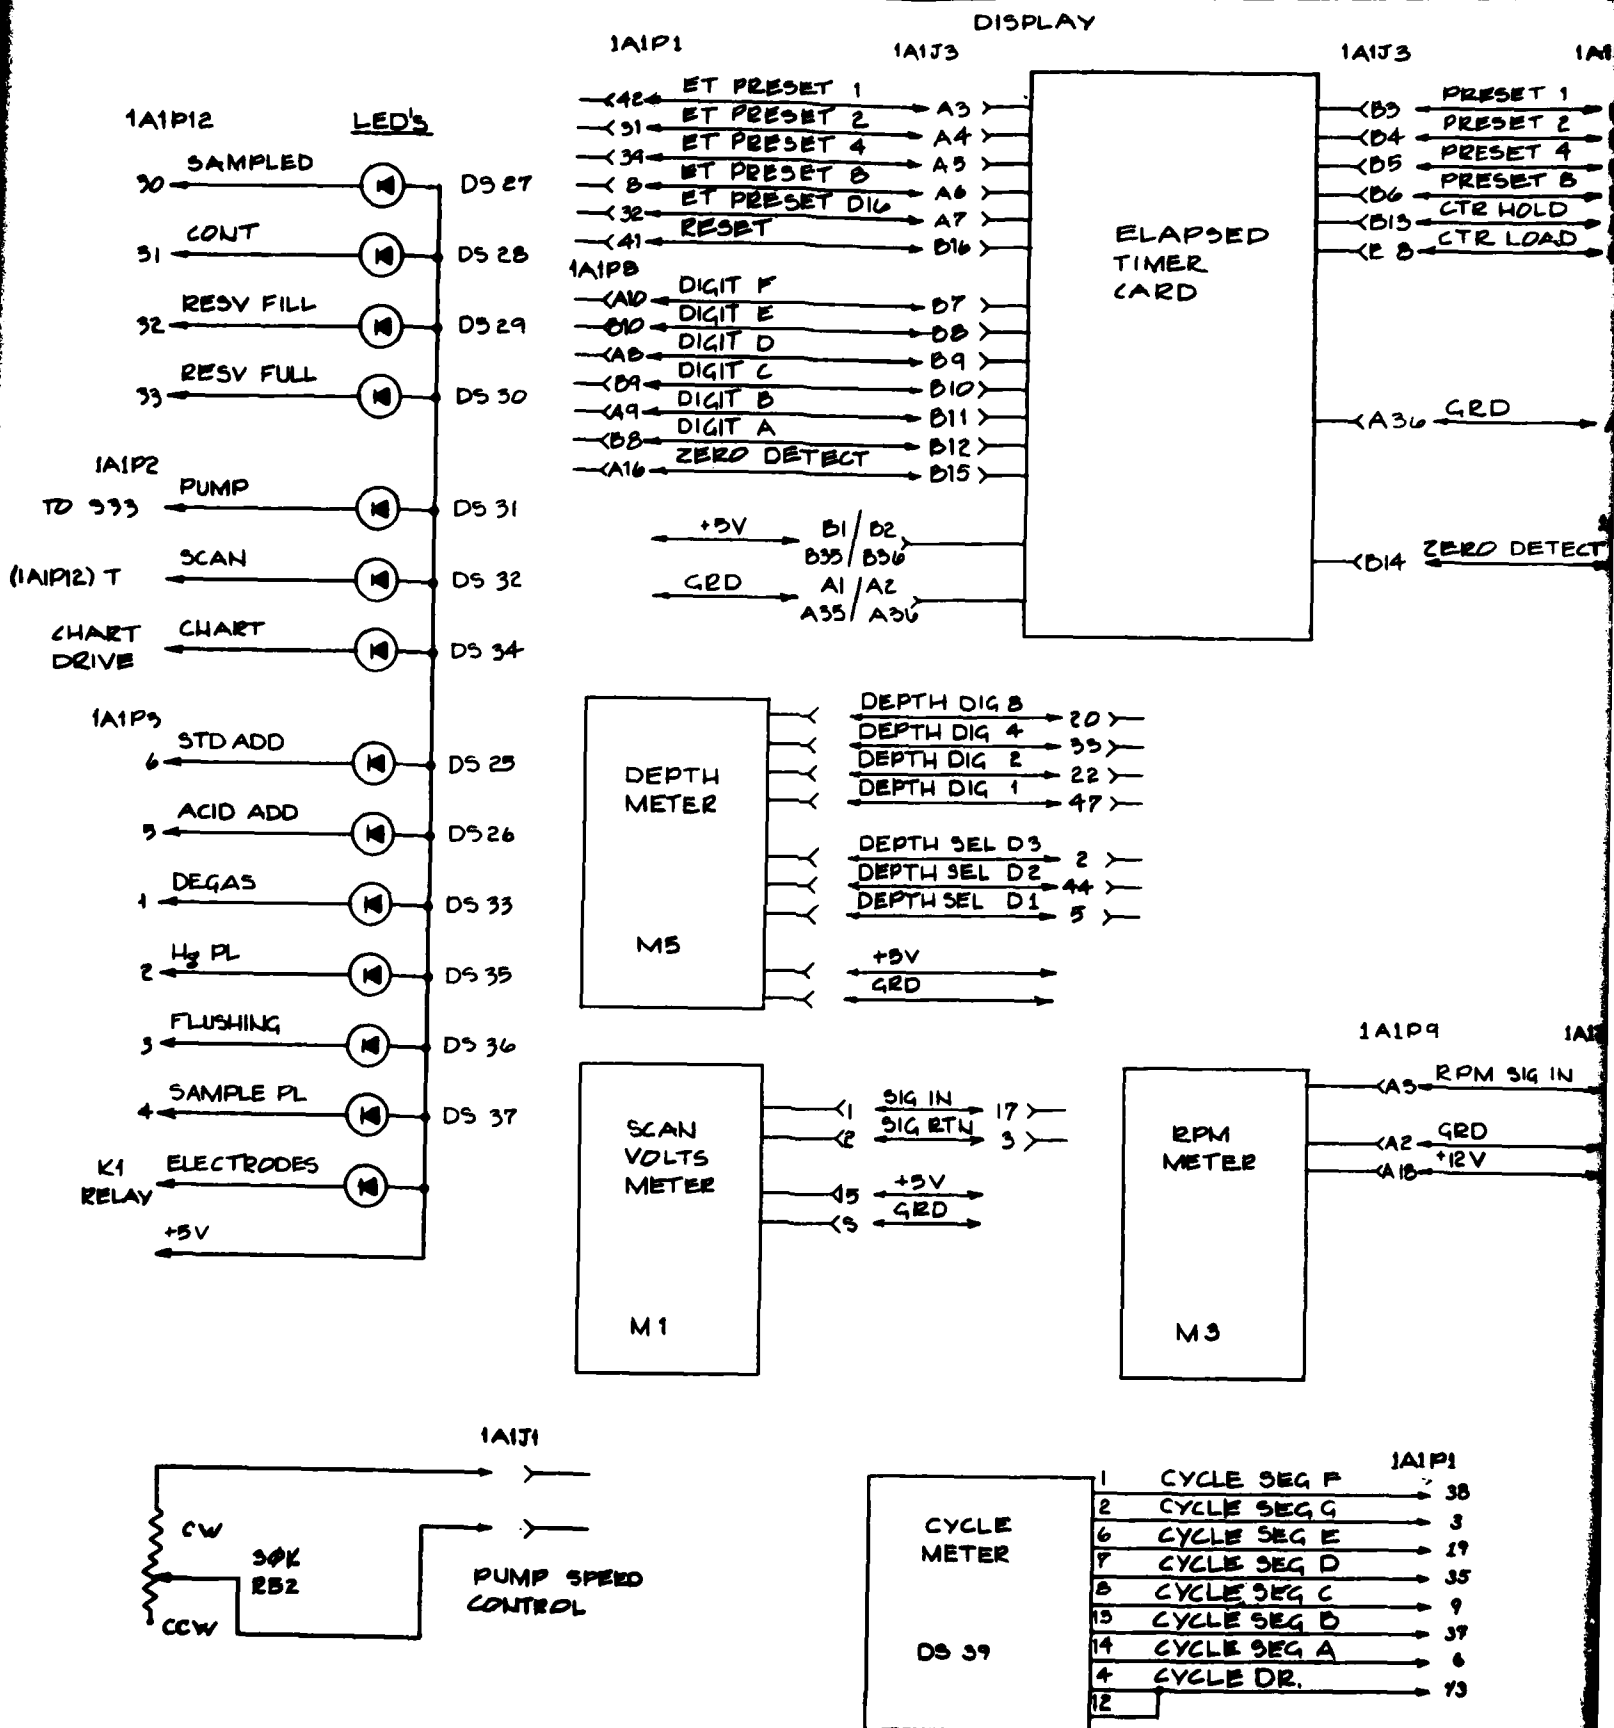 DISPLAY
1A1P12
LED's
SAMPLED
30
DS 27
CONT
31
DS 28
RESV FILL
32
DS 29
RESV FULL
33
DS 30
1A1P2
PUMP
TO S33
DS 31
SCAN
(1A1P12) T
DS 32
CHART
CHART
DRIVE
DS 34
1A1P3
STD ADD
6
DS 25
ACID ADD
5
DS 26
DEGAS
1
DS 33
Hg PL
2
DS 35
FLUSHING
3
DS 36
SAMPLE PL
4
DS 37
ELECTRODES
K1
RELAY
+5V
1A1P1
1A1J3
42 ET PRESET 1 A3
31 ET PRESET 2 A4
39 ET PRESET 4 A5
8 ET PRESET 8 A6
32 ET PRESET DIG A7
41 RESET B16
1A1P8
A10 DIGIT F B7
B10 DIGIT E B8
A8 DIGIT D B9
B9 DIGIT C B10
A9 DIGIT B B11
B8 DIGIT A B12
A16 ZERO DETECT B15
+5V B1/B2
B35/B36
GRD A1/A2
A35/A36
ELAPSED
TIMER
CARD
1A1J3
B3 PRESET 1
B4 PRESET 2
B5 PRESET 4
B6 PRESET 8
B13 CTR HOLD
8 CTR LOAD
A36 GRD
B14 ZERO DETECT
DEPTH
METER
M5
DEPTH DIG 8 20
DEPTH DIG 4 33
DEPTH DIG 2 22
DEPTH DIG 1 47
DEPTH SEL D3 2
DEPTH SEL D2 44
DEPTH SEL D1 5
+5V
GRD
SCAN
VOLTS
METER
M1
1 SIG IN 17
2 SIG RTN 3
15 +5V
GRD
1A1P9
RPM
METER
M3
RPM SIG IN
A2 GRD
A18 +12V
1A1J1
CW
CCW
R52
PUMP SPEED
CONTROL
CYCLE
METER
DS 39
1A1P1
1 CYCLE SEG F 38
2 CYCLE SEG G 3
6 CYCLE SEG E 19
7 CYCLE SEG D 35
8 CYCLE SEG C 9
13 CYCLE SEG B 37
14 CYCLE SEG A 6
4 CYCLE DR.
12